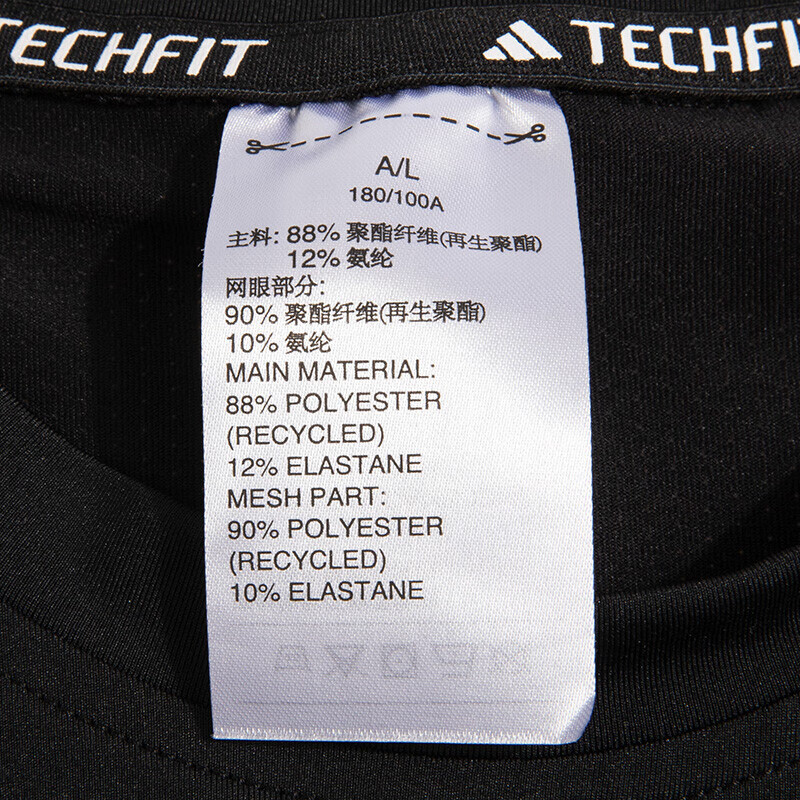 TECHFIT TECHFI
A/L
180/100A
主料: 88% 聚酯纤维(再生聚酯)
12% 氨纶
网眼部分:
90% 聚酯纤维(再生聚酯)
10% 氨纶
MAIN MATERIAL:
88% POLYESTER
(RECYCLED)
12% ELASTANE
MESH PART:
90% POLYESTER
(RECYCLED)
10% ELASTANE